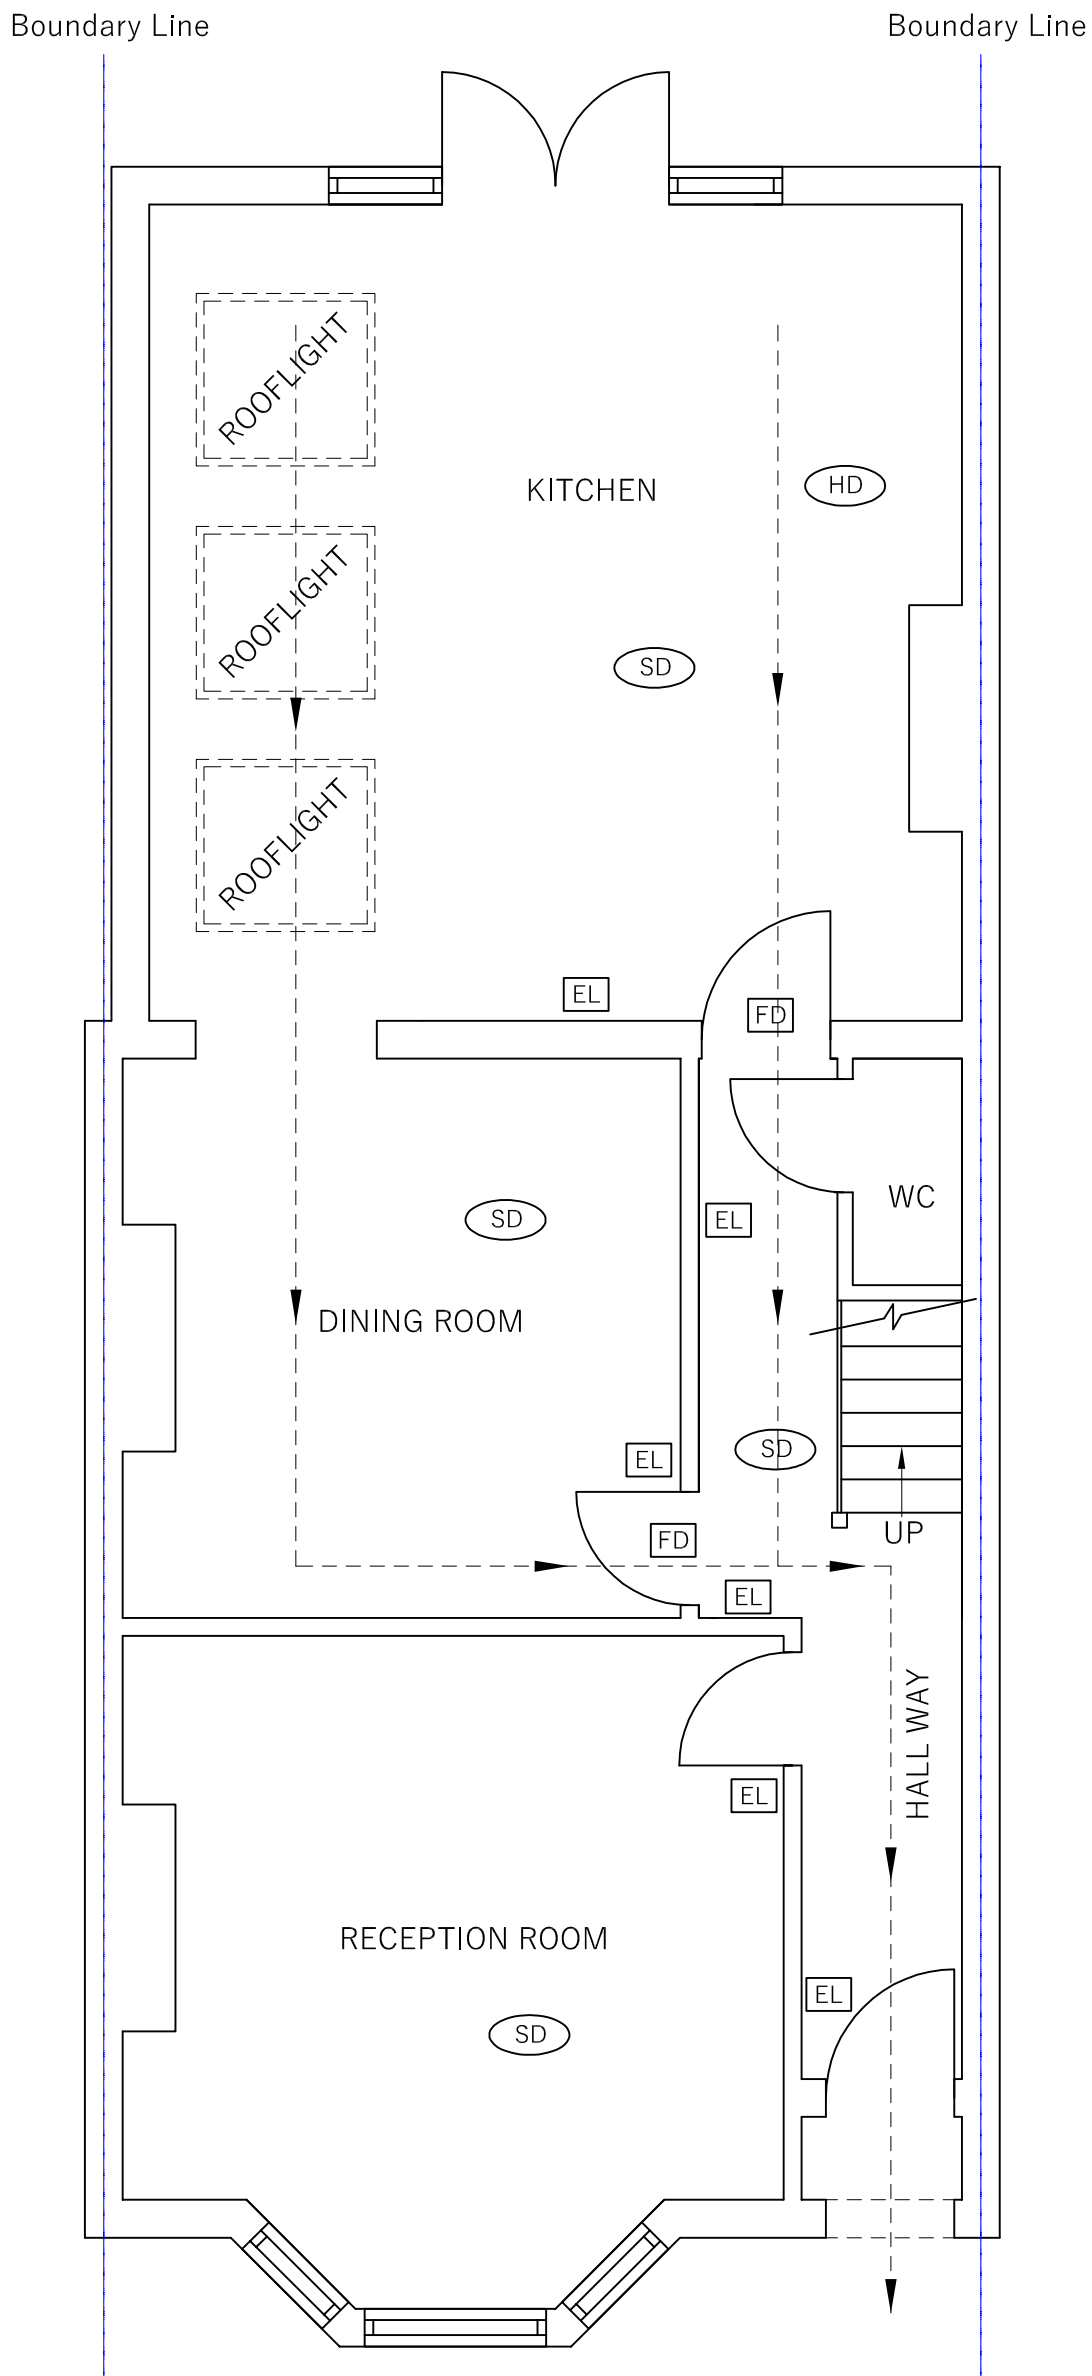 Boundary Line
Boundary Line
ROOFLIGHT
KITCHEN
HD
ROOFLIGHT
SD
ROOFLIGHT
EL
FD
WC
EL
SD
DINING ROOM
SD
EL
UP
FD
EL
HALL WAY
EL
RECEPTION ROOM
EL
SD